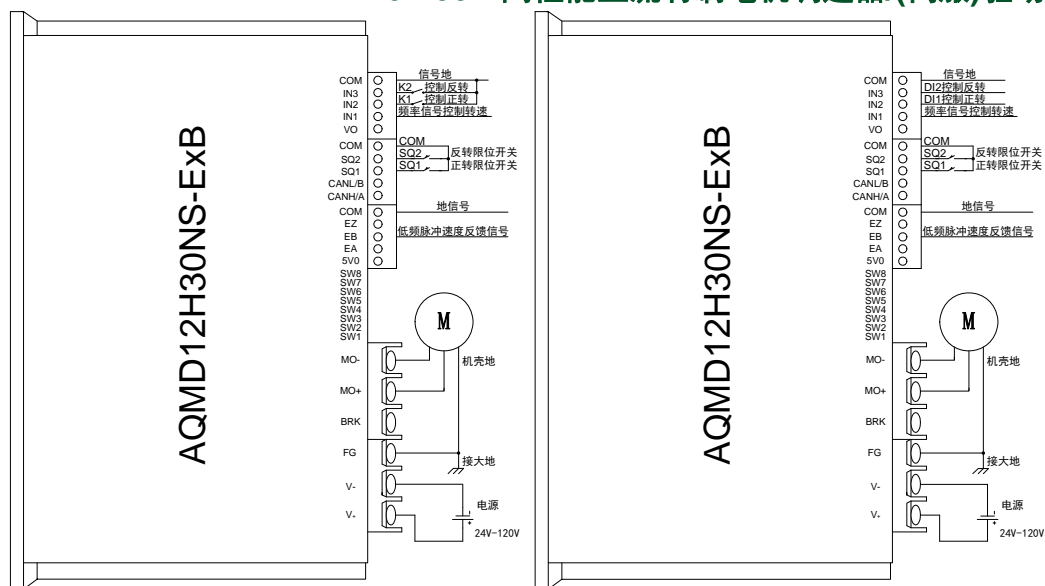 AQMD12H30NS-ExB
COM 信号地
IN3 K2 控制反转
IN2 K1 控制正转
IN1 频率信号控制转速
VO
COM COM
SQ2 SQ2 反转限位开关
SQ1 SQ1 正转限位开关
CANL/B
CANH/A
COM 地信号
EZ
EB 低频脉冲速度反馈信号
EA
5V0
SW8
SW7
SW6
SW5
SW4
SW3
SW2
SW1
M
MO- 机壳地
MO+
BRK
FG 接大地
V-
电源
V+
24V-120V
AQMD12H30NS-ExB
COM 信号地
IN3 DI2控制反转
IN2 DI1控制正转
IN1 频率信号控制转速
VO
COM COM
SQ2 SQ2 反转限位开关
SQ1 SQ1 正转限位开关
CANL/B
CANH/A
COM 地信号
EZ
EB 低频脉冲速度反馈信号
EA
5V0
SW8
SW7
SW6
SW5
SW4
SW3
SW2
SW1
M
MO- 机壳地
MO+
BRK
FG 接大地
V-
电源
V+
24V-120V